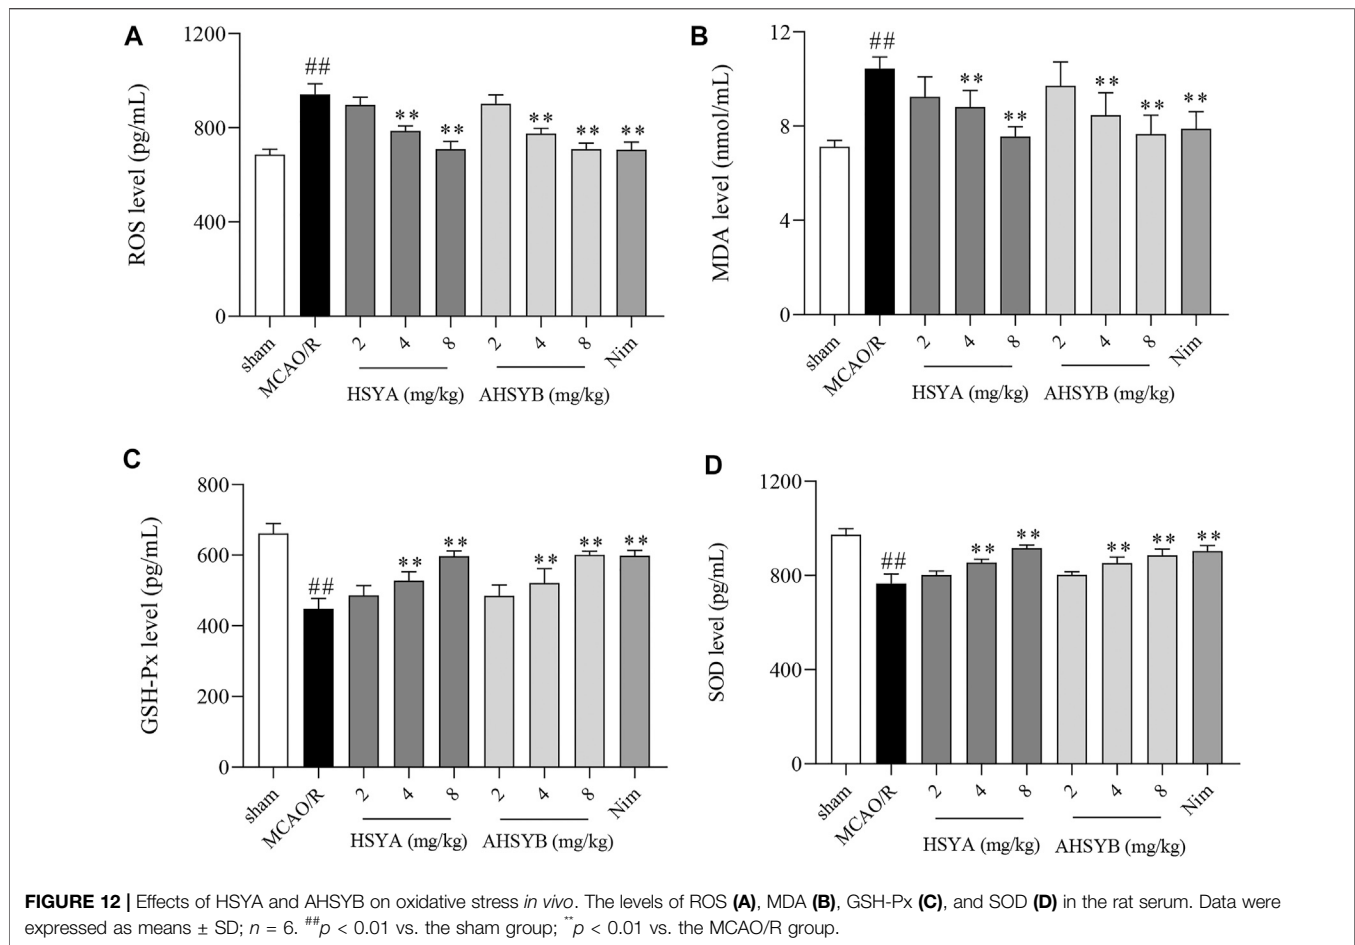 A
ROS level (pg/mL)
1200
800
400
0
##
**
**
**
**
**
sham
MCAO/R
2
4
8
2
4
8
Nim
HSYA (mg/kg) AHSYB (mg/kg)
B
MDA level (nmol/mL)
12
8
4
0
##
**
**
**
**
**
sham
MCAO/R
2
4
8
2
4
8
Nim
HSYA (mg/kg) AHSYB (mg/kg)
C
GSH-Px level (pg/mL)
800
600
400
200
0
##
**
**
**
**
**
sham
MCAO/R
2
4
8
2
4
8
Nim
HSYA (mg/kg) AHSYB (mg/kg)
D
SOD level (pg/mL)
1200
800
400
0
##
**
**
**
**
**
sham
MCAO/R
2
4
8
2
4
8
Nim
HSYA (mg/kg) AHSYB (mg/kg)
FIGURE 12 | Effects of HSYA and AHSYB on oxidative stress in vivo. The levels of ROS (A), MDA (B), GSH-Px (C), and SOD (D) in the rat serum. Data were
expressed as means ± SD; n = 6. ##p < 0.01 vs. the sham group; **p < 0.01 vs. the MCAO/R group.